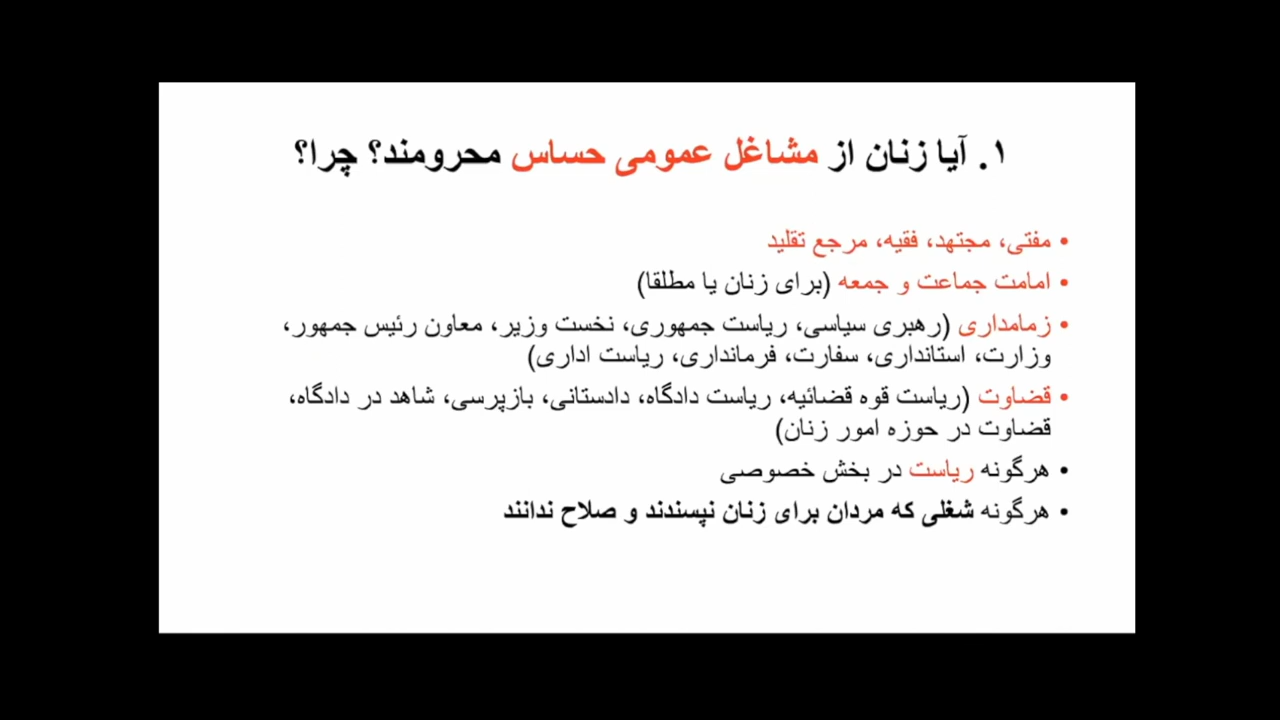 ۱. آیا زنان از مشاغل عمومی حساس محرومند؟ چرا؟
• مفتی، مجتهد، فقیه، مرجع تقلید
• امامت جماعت و جمعه (برای زنان یا مطلقا)
• زمامداری (رهبری سیاسی، ریاست جمهوری، نخست وزیر، معاون رئیس جمهور،
وزارت، استانداری، سفارت، فرمانداری، ریاست اداری)
• قضاوت (ریاست قوه قضائیه، ریاست دادگاه، دادستانی، بازپرسی، شاهد در دادگاه،
قضاوت در حوزه امور زنان)
• هرگونه ریاست در بخش خصوصی
• هرگونه شغلی که مردان برای زنان نپسندند و صلاح ندانند